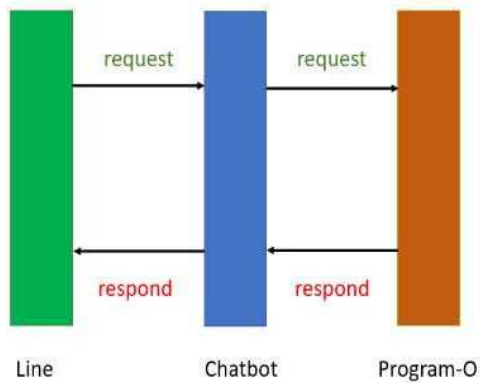 request request
respond respond
Line Chatbot Program-O